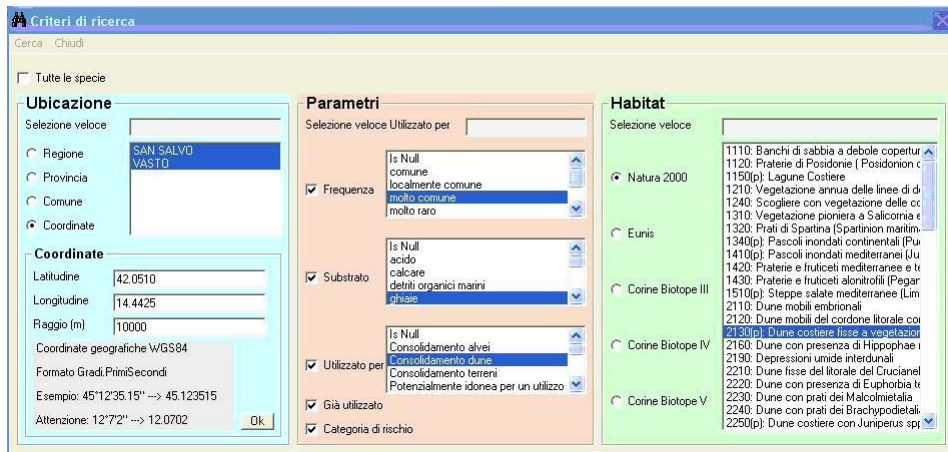 Criteri di ricerca
Cerca Chiudi
Tutte le specie
Ubicazione
Selezione veloce
Regione
Provincia
Comune
Coordinate
SAN SALVO
VASTO
Coordinate
Latitudine 42.0510
Longitudine 14.4425
Raggio (m) 10000
Coordinate geografiche WGS84
Formato Gradi.PrimiSecondi
Esempio: 45°12'35.15'' ---> 45.123515
Attenzione: 12°7'2'' ---> 12.0702
Ok
Parametri
Selezione veloce Utilizzato per
Frequenza
Is Null
comune
localmente comune
molto comune
molto raro
Substrato
Is Null
acido
calcare
detriti organici marini
ghiaie
Utilizzato per
Is Null
Consolidamento alvei
Consolidamento dune
Consolidamento terreni
Potenzialmente idonea per un utilizzo
Già utilizzato
Categoria di rischio
Habitat
Selezione veloce
Natura 2000
Eunis
Corine Biotope III
Corine Biotope IV
Corine Biotope V
1110: Banchi di sabbia a debole copertur
1120: Praterie di Posidonie ( Posidonion
1150(p): Lagune Costiere
1210: Vegetazione annua delle linee di
1240: Scogliere con vegetazione delle
1310: Vegetazione pioniera a Salicornia
1320: Prati di Spartina (Spartinion maritim
1340(p): Pascoli inondati continentali
1410(p): Pascoli inondati mediterranei
1420: Praterie e fruticeti mediterranee e
1430: Praterie e fruticeti alonitrofili (Pegan
1510(p): Steppe salate mediterranee (Lim
2110: Dune mobili embrionali
2120: Dune mobili del cordone litorale
2130(p): Dune costiere fisse a vegetazion
2160: Dune con presenza di Hippophae
2190: Depressioni umide interdunali
2210: Dune fisse del litorale del Crucianel
2220: Dune con presenza di Euphorbia
2230: Dune con prati dei Malcolmietalia
2240: Dune con prati dei Brachypodietali
2250(p): Dune costiere con Juniperus spp